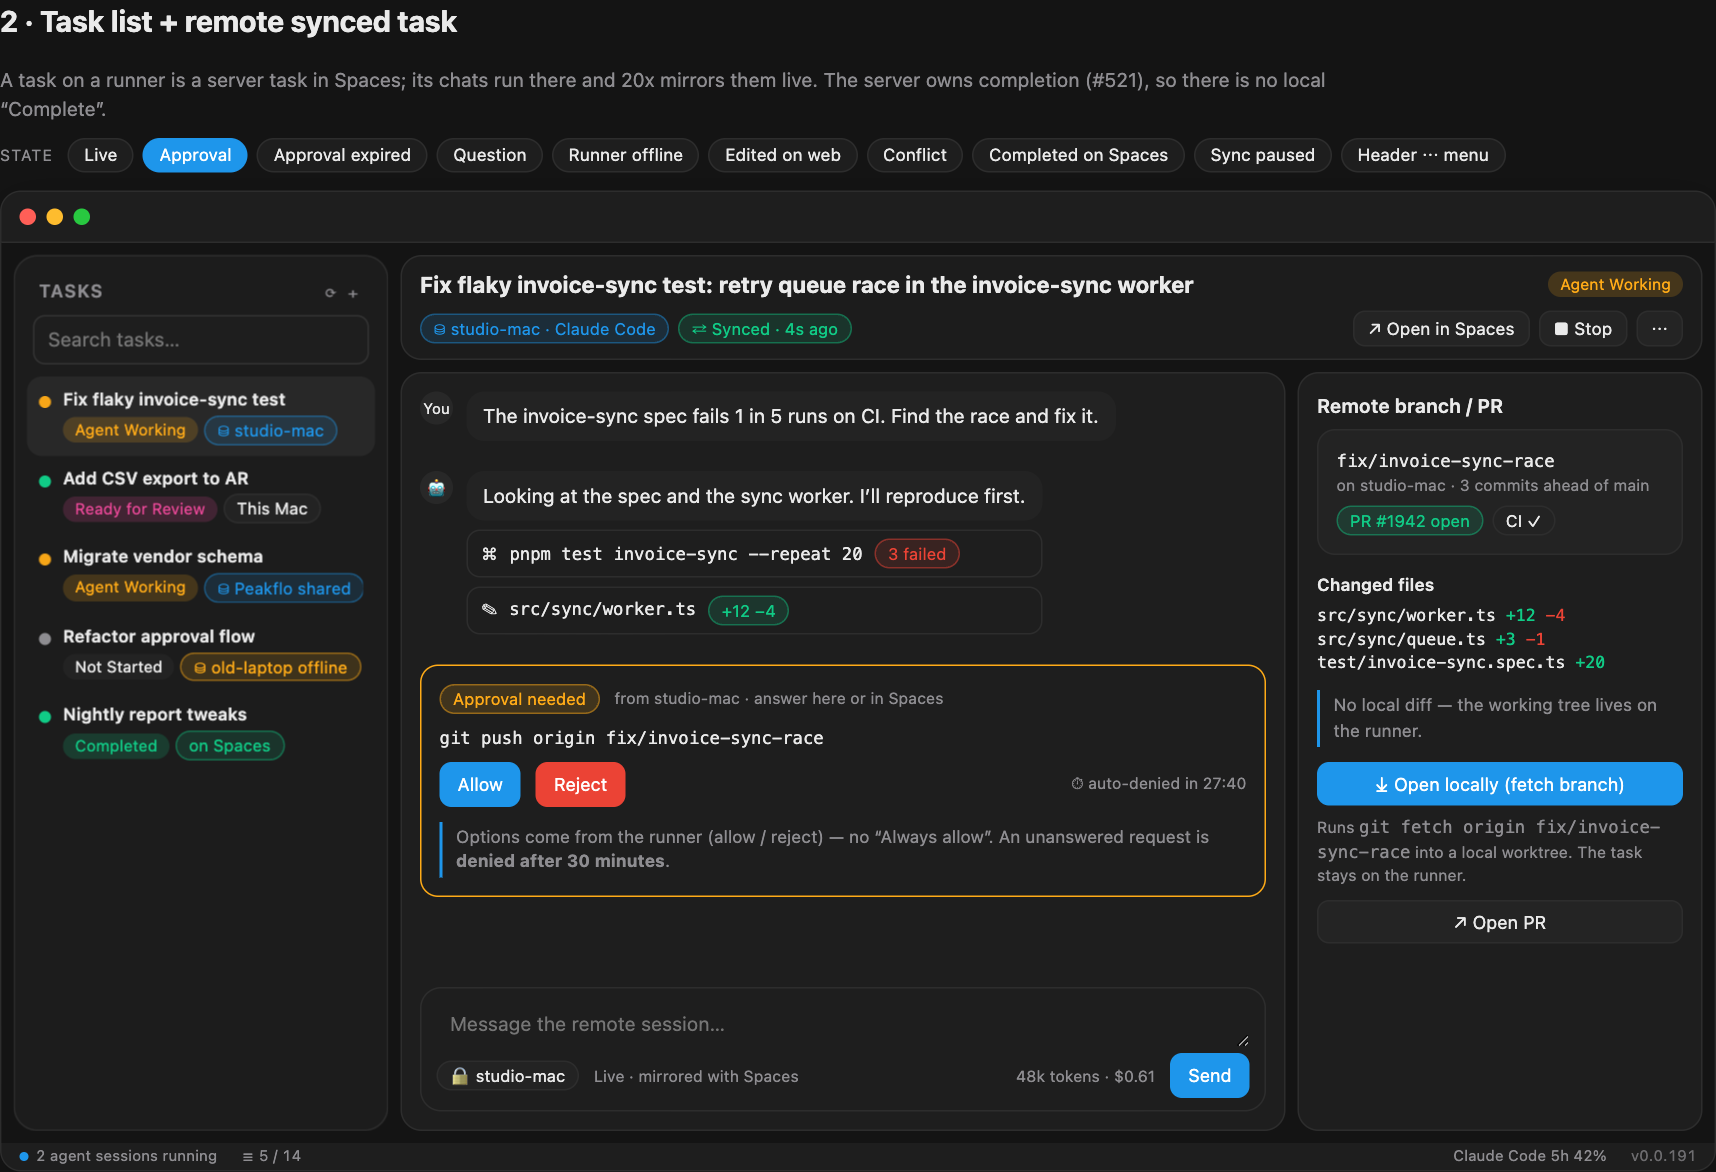 2 · Task list + remote synced task
A task on a runner is a server task in Spaces; its chats run there and 20x mirrors them live. The server owns completion (#521), so there is no local
“Complete”.
STATE Live Approval Approval expired Question Runner offline Edited on web Conflict Completed on Spaces Sync paused Header ··· menu
TASKS
Search tasks...
Fix flaky invoice-sync test
Agent Working studio-mac
Add CSV export to AR
Ready for Review This Mac
Migrate vendor schema
Agent Working Peakflo shared
Refactor approval flow
Not Started old-laptop offline
Nightly report tweaks
Completed on Spaces
Fix flaky invoice-sync test: retry queue race in the invoice-sync worker
Agent Working
studio-mac · Claude Code ⇄ Synced · 4s ago
↗ Open in Spaces Stop ···
You
The invoice-sync spec fails 1 in 5 runs on CI. Find the race and fix it.
Looking at the spec and the sync worker. I’ll reproduce first.
⌘ pnpm test invoice-sync --repeat 20 3 failed
✎ src/sync/worker.ts +12 −4
Approval needed from studio-mac · answer here or in Spaces
git push origin fix/invoice-sync-race
Allow Reject
⏱ auto-denied in 27:40
Options come from the runner (allow / reject) — no “Always allow”. An unanswered request is
denied after 30 minutes.
Message the remote session...
🔒 studio-mac Live · mirrored with Spaces
48k tokens · $0.61 Send
Remote branch / PR
fix/invoice-sync-race
on studio-mac · 3 commits ahead of main
PR #1942 open CI ✓
Changed files
src/sync/worker.ts +12 −4
src/sync/queue.ts +3 −1
test/invoice-sync.spec.ts +20
No local diff — the working tree lives on
the runner.
↓ Open locally (fetch branch)
Runs git fetch origin fix/invoice-
sync-race into a local worktree. The task
stays on the runner.
↗ Open PR
2 agent sessions running ≡ 5 / 14
Claude Code 5h 42% v0.0.191